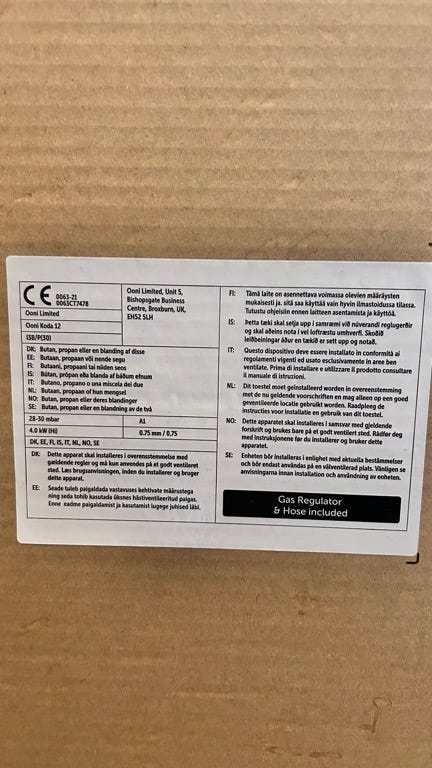 CE 0063-21
0063CT7478
Ooni Limited
Ooni Koda 12
I3B/P(30)
Ooni Limited, Unit 5,
Bishopsgate Business
Centre, Broxburn, UK,
EH52 5LH
DK: Butan, propan eller en blanding af disse
EE: Butaan, propaan või nende segu
FI: Butaani, propaani tai niiden seos
IS: Bútan, própan eða blanda af báðum efnum
IT: Butano, propano o una miscela dei due
NL: Butaan, propaan of hun mengsel
NO: Butan, propan eller deres blandinger
SE: Butan, propan eller en blandning av de två
28-30 mbar
A1
4.0 kW (Hi)
0.75 mm / 0.75
DK, EE, FI, IS, IT, NL, NO, SE
DK: Dette apparat skal installeres i overensstemmelse med
gældende regler og må kun anvendes på et godt ventileret
sted. Læs brugsanvisningen, inden du installerer og bruger
dette apparat.
EE: Seade tuleb paigaldada vastavuses kehtivate määrustega
ning seda tohib kasutada üksnes hästiventileeritud paigas.
Enne eadme paigaldamist ja kasutamist lugege juhised läbi.
FI: Tämä laite on asennettava voimassa olevien määräysten
mukaisesti ja. sitä saa käyttää vain hyvin ilmastoidussa tilassa.
Tutustu ohjeisiin ennen laitteen asentamista ja käyttöä.
IS: Þetta tæki skal setja upp í samræmi við núverandi reglugerðir
og skal aðeins nota í vel loftræstu umhverfi. Skoðið
leiðbeiningar áður en tækið er sett upp og notað.
IT: Questo dispositivo deve essere installato in conformità ai
regolamenti vigenti ed usato esclusivamente in aree ben
ventilate. Prima di installare e utilizzare il prodotto consultare
il manuale di istruzioni.
NL: Dit toestel moet geïnstalleerd worden in overeenstemming
met de nu geldende voorschriften en mag alleen op een goed
geventileerde locatie gebruikt worden. Raadpleeg de
instructies voor installatie en gebruik van dit toestel.
NO: Dette apparatet skal installeres i samsvar med gjeldende
forskrift og brukes bare på et godt ventilert sted. Rådfør deg
med instruksjonene før du installerer og bruker dette
apparatet.
SE: Enheten bör installeras i enlighet med aktuella bestämmelser
och bör endast användas på en välventilerad plats. Vänligen se
anvisningarna innan installation och användning av enheten.
Gas Regulator
& Hose included